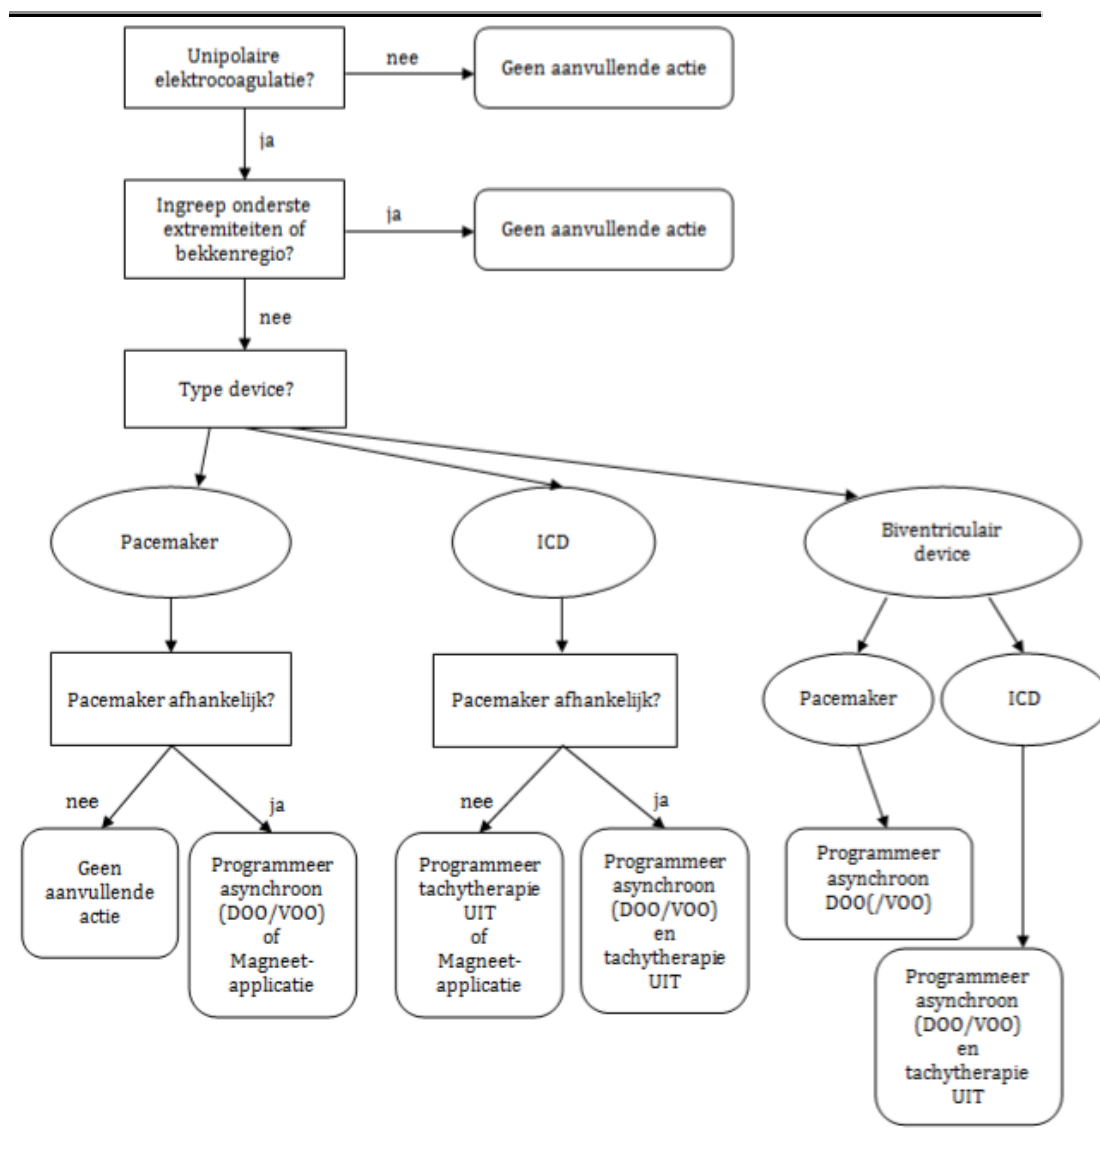 Unipolaire
elektrocoagulatie?
nee
Geen aanvullende actie
ja
Ingreep onderste
extremiteiten of
bekkenregio?
ja
Geen aanvullende actie
nee
Type device?
Pacemaker
ICD
Biventriculair
device
Pacemaker afhankelijk?
Pacemaker afhankelijk?
Pacemaker
ICD
nee
ja
nee
ja
Geen
aanvullende
actie
Programmeer
asynchroon
(DOO/VOO)
of
Magneet-
applicatie
Programmeer
tachytherapie
UIT
of
Magneet-
applicatie
Programmeer
asynchroon
(DOO/VOO)
en
tachytherapie
UIT
Programmeer
asynchroon
DOO(/VOO)
Programmeer
asynchroon
(DOO/VOO)
en
tachytherapie
UIT